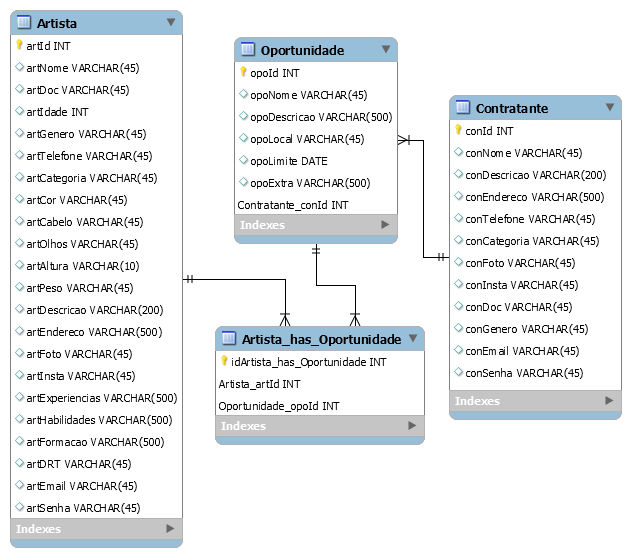 Artista
artId INT
artNome VARCHAR(45)
artDoc VARCHAR(45)
artIdade INT
artGenero VARCHAR(45)
artTelefone VARCHAR(45)
artCategoria VARCHAR(45)
artCor VARCHAR(45)
artCabelo VARCHAR(45)
artOlhos VARCHAR(45)
artAltura VARCHAR(10)
artPeso VARCHAR(45)
artDescricao VARCHAR(200)
artEndereco VARCHAR(500)
artFoto VARCHAR(45)
artInsta VARCHAR(45)
artExperiencias VARCHAR(500)
artHabilidades VARCHAR(500)
artFormacao VARCHAR(500)
artDRT VARCHAR(45)
artEmail VARCHAR(45)
artSenha VARCHAR(45)
Indexes
Oportunidade
opoId INT
opoNome VARCHAR(45)
opoDescricao VARCHAR(500)
opoLocal VARCHAR(45)
opoLimite DATE
opoExtra VARCHAR(500)
Contratante_conId INT
Indexes
Artista_has_Oportunidade
idArtista_has_Oportunidade INT
Artista_artId INT
Oportunidade_opoId INT
Indexes
Contratante
conId INT
conNome VARCHAR(45)
conDescricao VARCHAR(200)
conEndereco VARCHAR(500)
conTelefone VARCHAR(45)
conCategoria VARCHAR(45)
conFoto VARCHAR(45)
conInsta VARCHAR(45)
conDoc VARCHAR(45)
conGenero VARCHAR(45)
conEmail VARCHAR(45)
conSenha VARCHAR(45)
Indexes